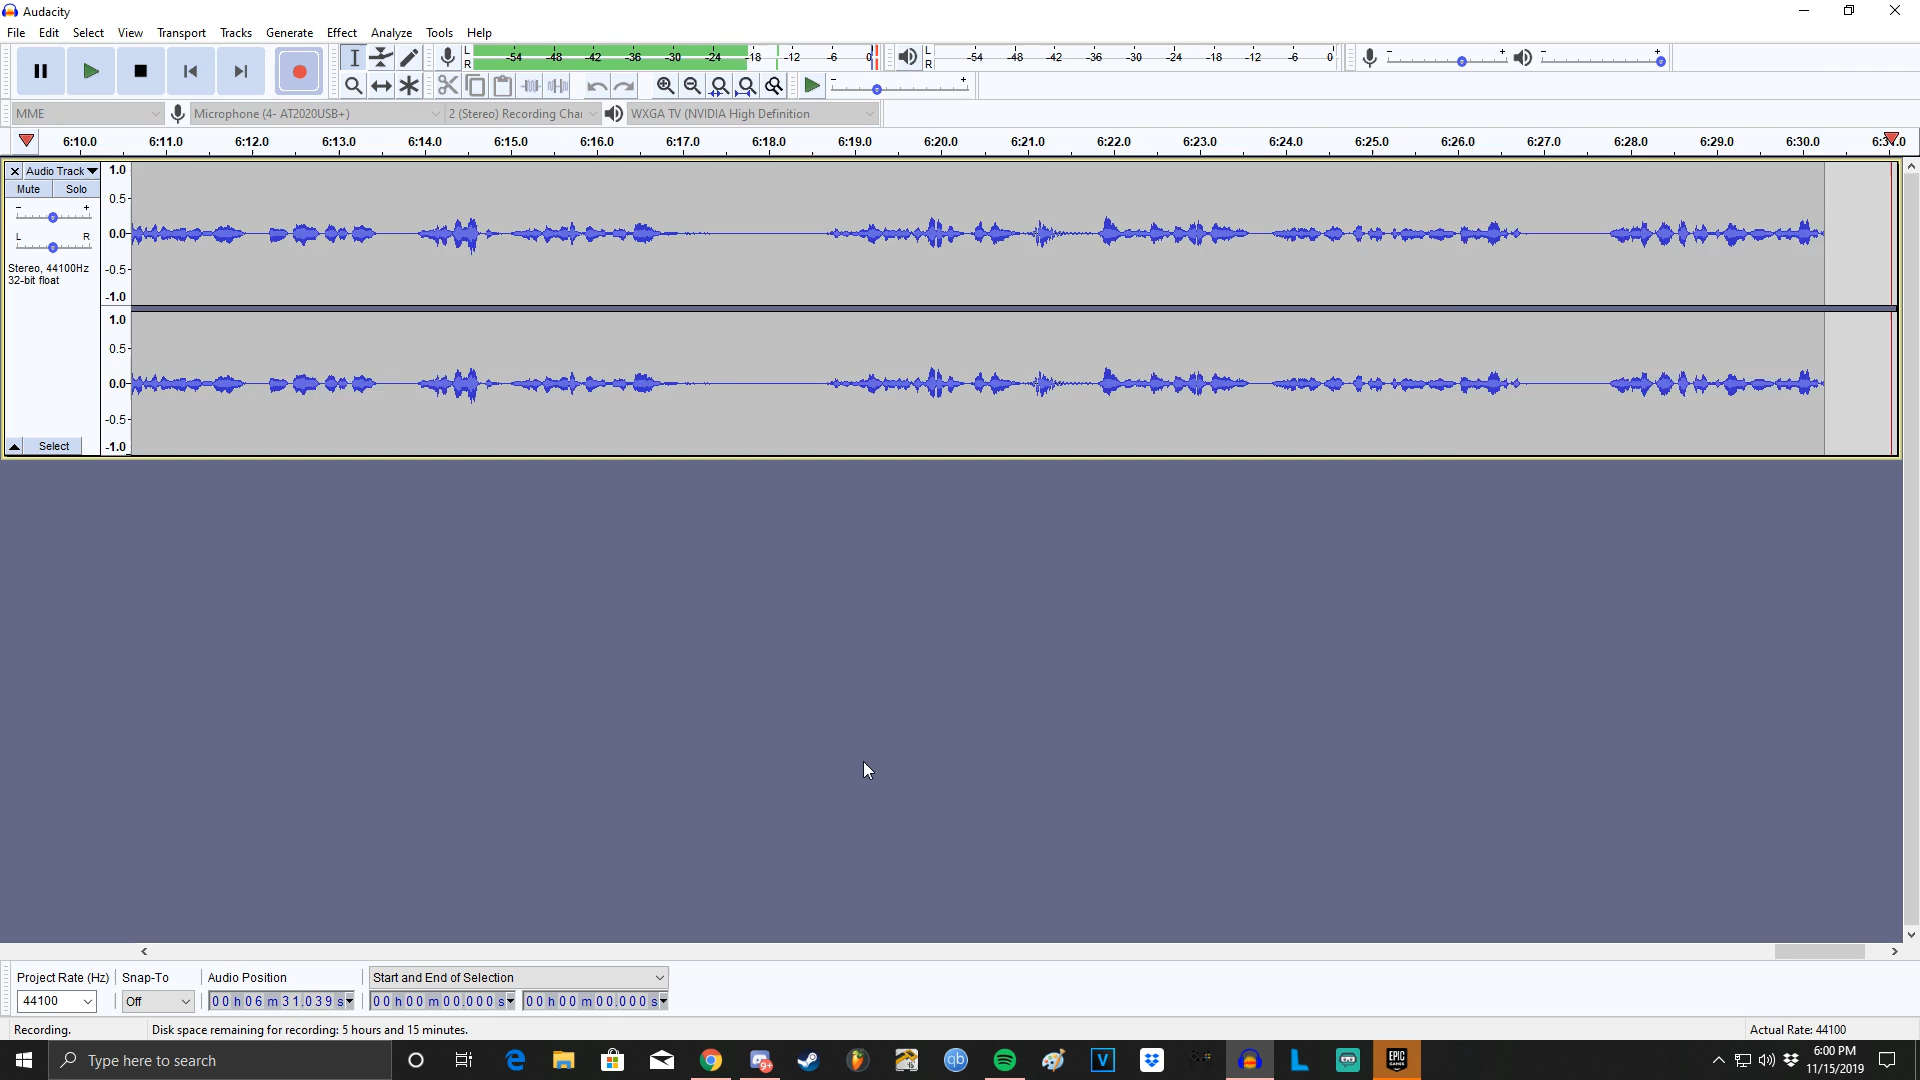 Audacity
File Edit Select View Transport Tracks Generate Effect Analyze Tools Help
L
R
-54 -48 -42 -36 -30 -24 -18 -12 -6 0
L
R
-54 -48 -42 -36 -30 -24 -18 -12 -6 0
- +
- +
- +
MME
Microphone (4- AT2020USB+)
2 (Stereo) Recording Chai
WXGA TV (NVIDIA High Definition
6:10.0 6:11.0 6:12.0 6:13.0 6:14.0 6:15.0 6:16.0 6:17.0 6:18.0 6:19.0 6:20.0 6:21.0 6:22.0 6:23.0 6:24.0 6:25.0 6:26.0 6:27.0 6:28.0 6:29.0 6:30.0
Audio Track
Mute Solo
- +
L R
Stereo, 44100Hz
32-bit float
Select
1.0
0.5
0.0
-0.5
-1.0
1.0
0.5
0.0
-0.5
-1.0
Project Rate (Hz) Snap-To Audio Position Start and End of Selection
44100 Off 00 h 06 m 31.039 s 00 h 00 m 00.000 s 00 h 00 m 00.000 s
Recording. Disk space remaining for recording: 5 hours and 15 minutes. Actual Rate: 44100
Type here to search
9+
qb
V
L
EPIC
GAMES
6:00 PM
11/15/2019